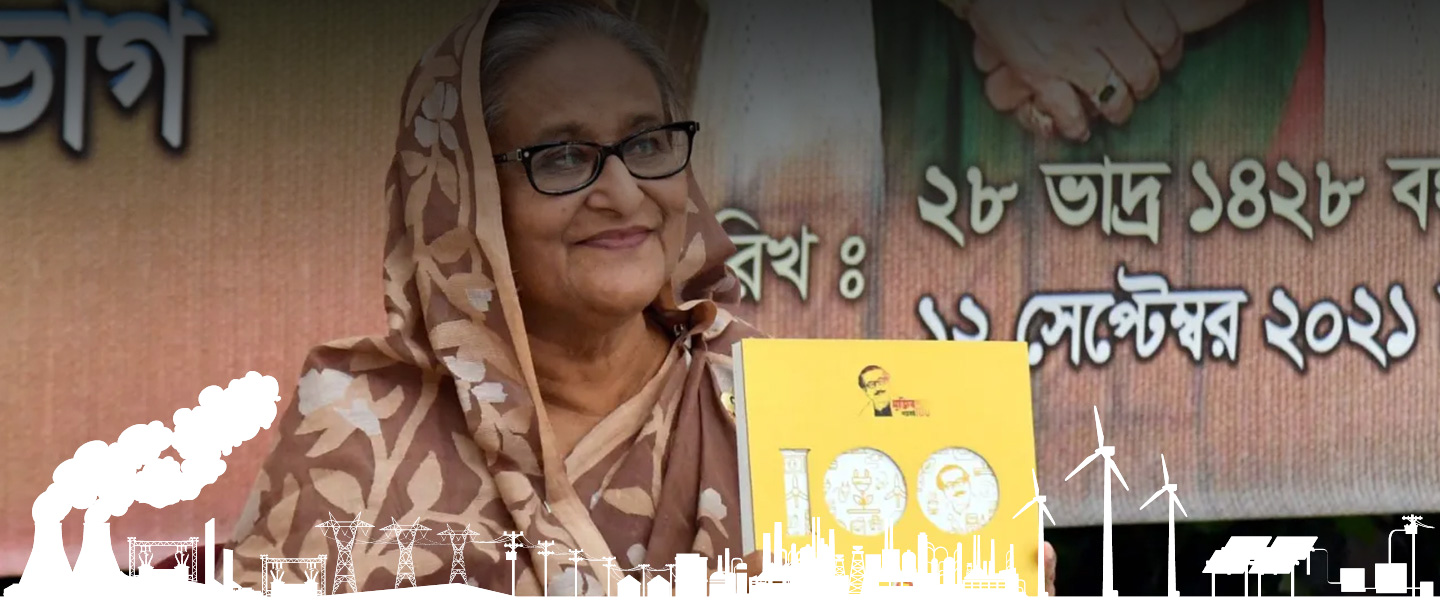 ভাগ
রিখ ঃ
২৮ ভাদ্র ১৪২৮ ব
১২ সেপ্টেম্বর ২০২১
মুজিব
100